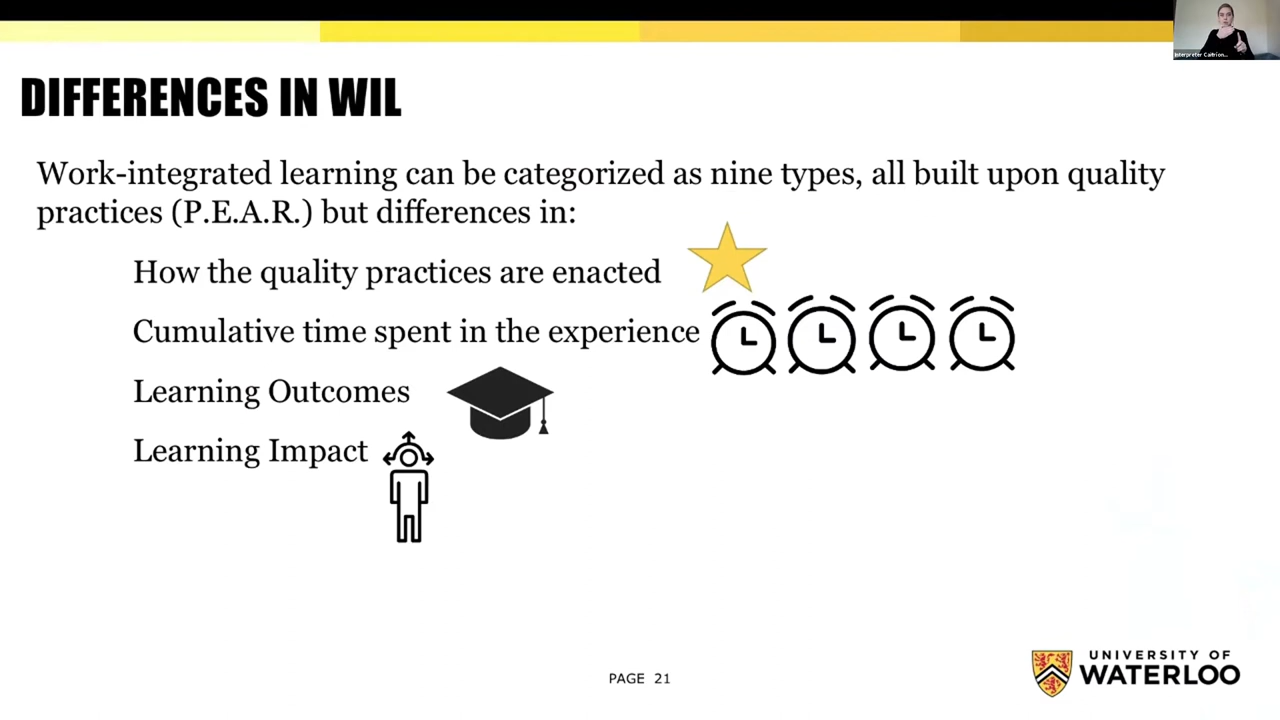 Interpreter Caitrion...
DIFFERENCES IN WIL
Work-integrated learning can be categorized as nine types, all built upon quality
practices (P.E.A.R.) but differences in:
How the quality practices are enacted
Cumulative time spent in the experience
Learning Outcomes
Learning Impact
PAGE 21
UNIVERSITY OF
WATERLOO